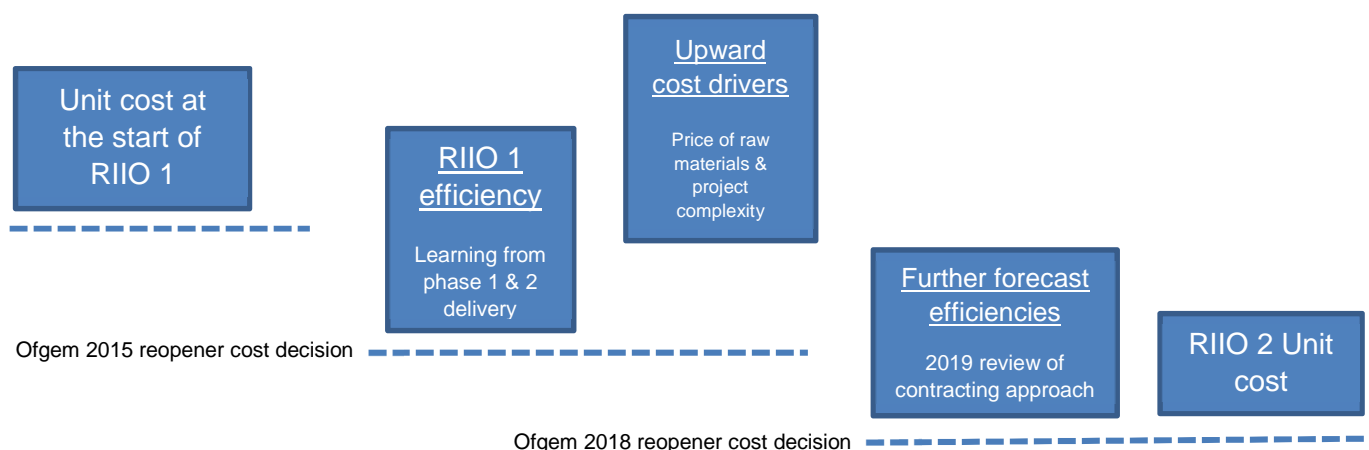 Unit cost at
the start of
RIIO 1
RIIO 1
efficiency
Learning from
phase 1 & 2
delivery
Upward
cost drivers
Price of raw
materials &
project
complexity
Further forecast
efficiencies
2019 review of
contracting approach
RIIO 2 Unit
cost
Ofgem 2015 reopener cost decision
Ofgem 2018 reopener cost decision